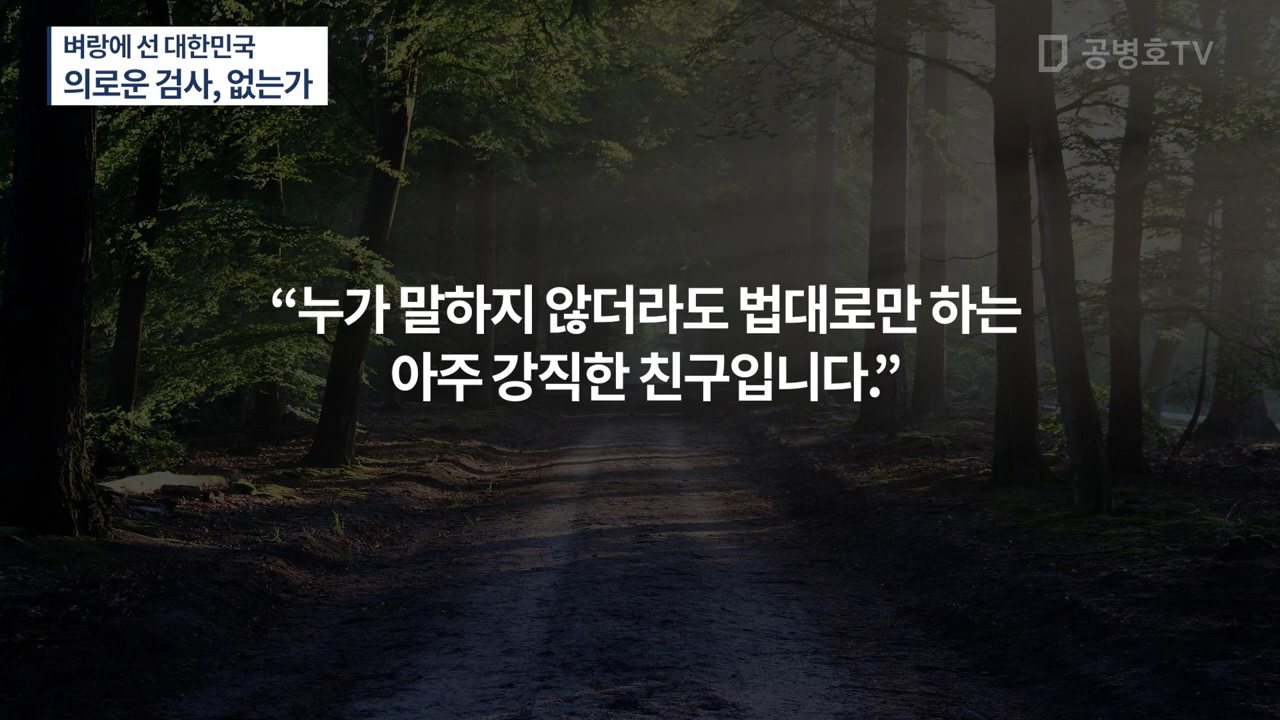 벼랑에 선 대한민국
의로운 검사, 없는가
공병호TV
“누가 말하지 않더라도 법대로만 하는
아주 강직한 친구입니다.”